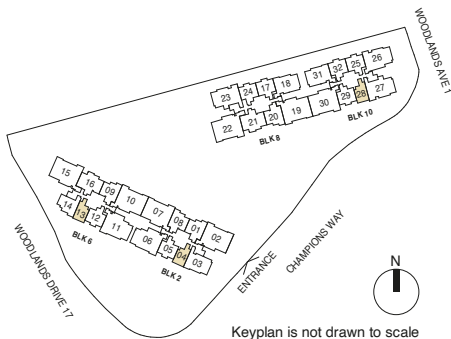 WOODLANDS AVE 1
23 24 17 18 31 32 25 26
22 21 20 19 30 29 28 27
BLK 8
BLK 10
15 16 09 10 07 08 01 02
14 13 12 11 06 05 04 03
BLK 6
BLK 2
WOODLANDS DRIVE 17
ENTRANCE
CHAMPIONS WAY
N
Keyplan is not drawn to scale